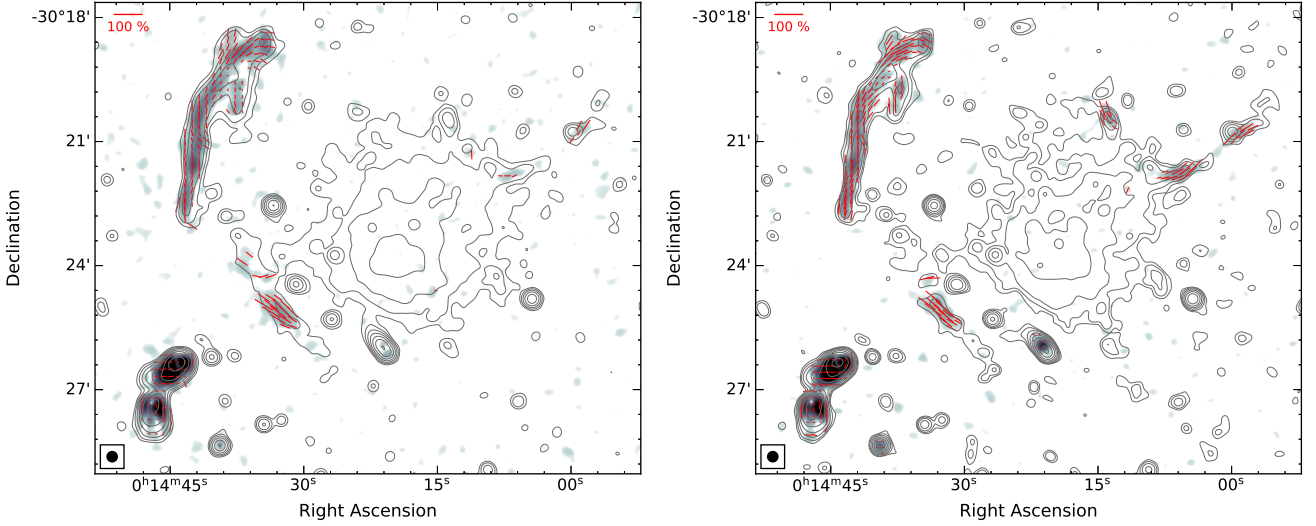 -30°18'
21'
24'
27'
Declination
100 %
0ʰ14ᵐ45ˢ
30ˢ
15ˢ
00ˢ
Right Ascension
-30°18'
21'
24'
27'
Declination
100 %
0ʰ14ᵐ45ˢ
30ˢ
15ˢ
00ˢ
Right Ascension